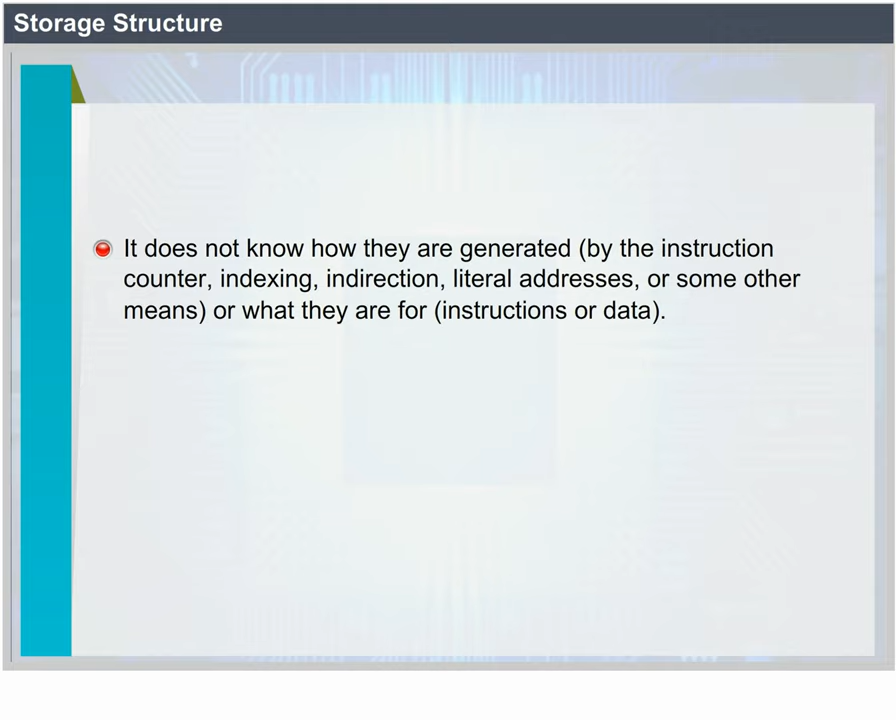 Storage Structure
It does not know how they are generated (by the instruction
counter, indexing, indirection, literal addresses, or some other
means) or what they are for (instructions or data).